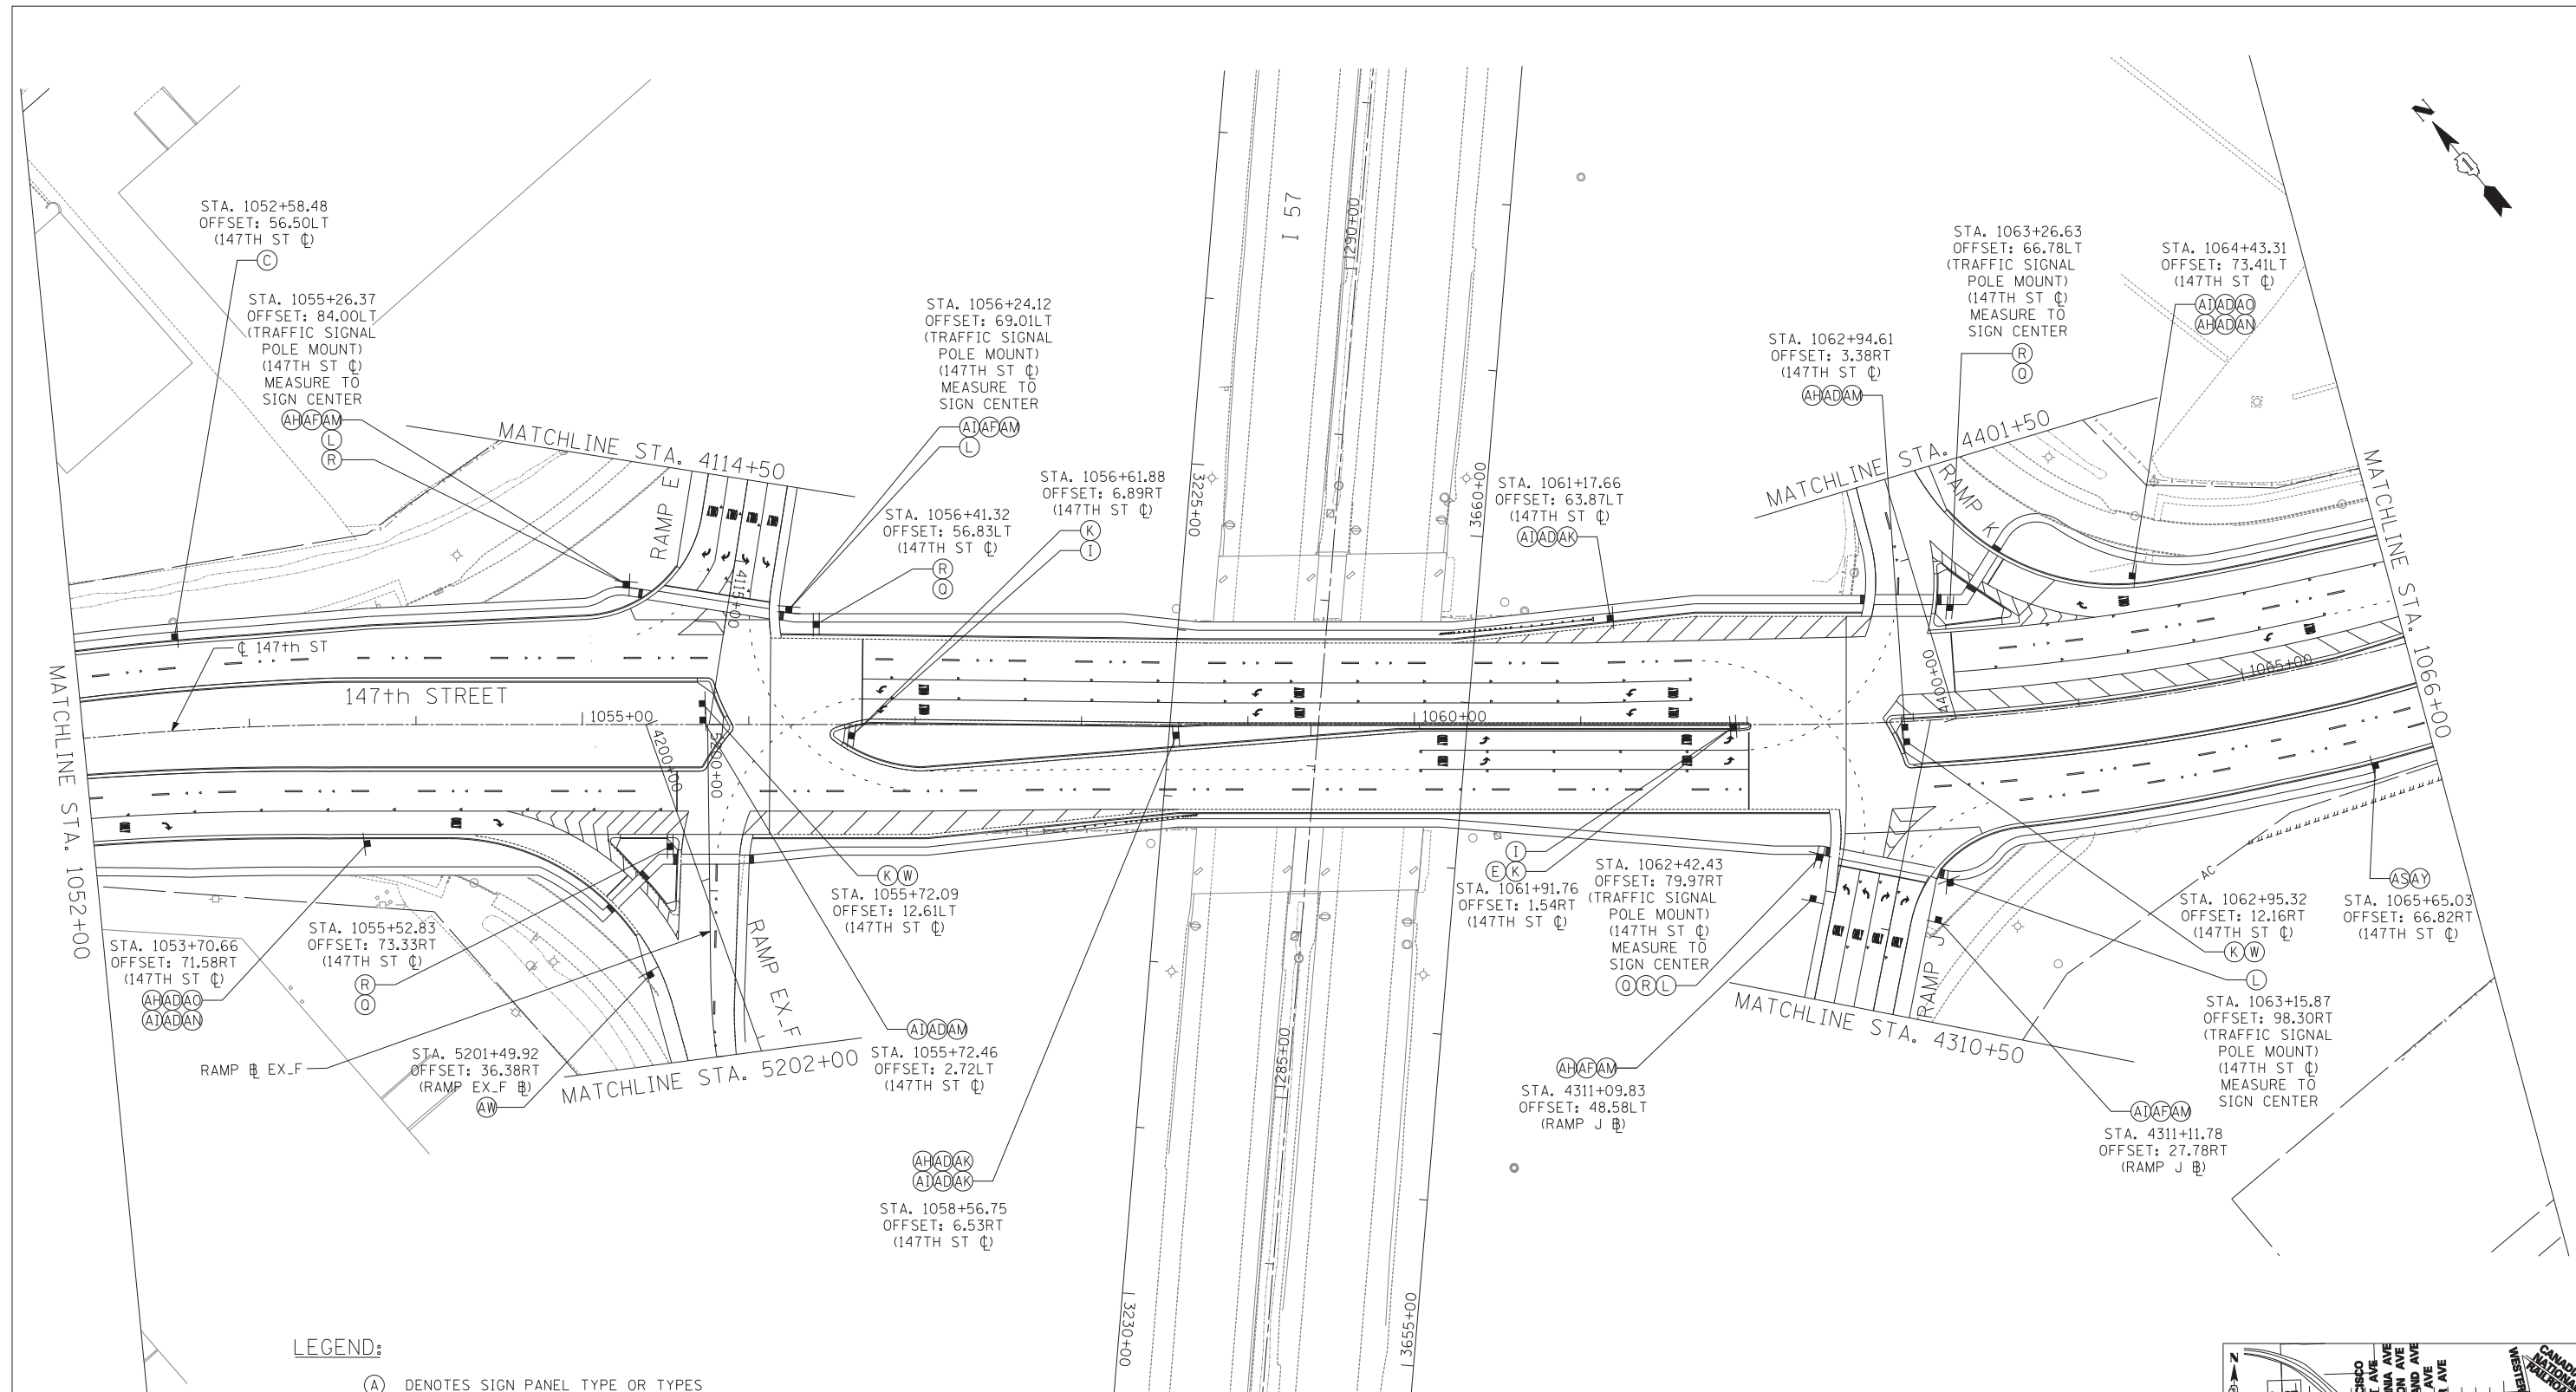 STA. 1052+58.48
OFFSET: 56.50LT
(147TH ST ℄)
C
STA. 1055+26.37
OFFSET: 84.00LT
(TRAFFIC SIGNAL
POLE MOUNT)
(147TH ST ℄)
MEASURE TO
SIGN CENTER
AH AF AM
L
R
STA. 1056+24.12
OFFSET: 69.01LT
(TRAFFIC SIGNAL
POLE MOUNT)
(147TH ST ℄)
MEASURE TO
SIGN CENTER
AI AF AM
L
STA. 1056+41.32
OFFSET: 56.83LT
(147TH ST ℄)
R
Q
STA. 1056+61.88
OFFSET: 6.89RT
(147TH ST ℄)
K
I
I 57
1290+00
3225+00
3660+00
STA. 1061+17.66
OFFSET: 63.87LT
(147TH ST ℄)
AI AD AK
STA. 1062+94.61
OFFSET: 3.38RT
(147TH ST ℄)
AH AD AM
STA. 1063+26.63
OFFSET: 66.78LT
(TRAFFIC SIGNAL
POLE MOUNT)
(147TH ST ℄)
MEASURE TO
SIGN CENTER
R
Q
STA. 1064+43.31
OFFSET: 73.41LT
(147TH ST ℄)
AI AD AO
AH AD AN
N
1
MATCHLINE STA. 4114+50
RAMP E
4115+00
MATCHLINE STA. 4401+50
RAMP K
4400+00
MATCHLINE STA. 1066+00
MATCHLINE STA. 1052+00
℄ 147th ST
147th STREET
1055+00
1060+00
1065+00
4200+00
5200+00
STA. 1053+70.66
OFFSET: 71.58RT
(147TH ST ℄)
AH AD AO
AI AD AN
STA. 1055+52.83
OFFSET: 73.33RT
(147TH ST ℄)
R
Q
RAMP BL EX_F
STA. 5201+49.92
OFFSET: 36.38RT
(RAMP EX_F BL)
AW
MATCHLINE STA. 5202+00
RAMP EX_F
K W
STA. 1055+72.09
OFFSET: 12.61LT
(147TH ST ℄)
AI AD AM
STA. 1055+72.46
OFFSET: 2.72LT
(147TH ST ℄)
AH AD AK
AI AD AK
STA. 1058+56.75
OFFSET: 6.53RT
(147TH ST ℄)
1285+00
3230+00
3655+00
I
E K
STA. 1061+91.76
OFFSET: 1.54RT
(147TH ST ℄)
STA. 1062+42.43
OFFSET: 79.97RT
(TRAFFIC SIGNAL
POLE MOUNT)
(147TH ST ℄)
MEASURE TO
SIGN CENTER
Q R L
AH AF AM
STA. 4311+09.83
OFFSET: 48.58LT
(RAMP J BL)
MATCHLINE STA. 4310+50
RAMP J
AC
STA. 1062+95.32
OFFSET: 12.16RT
(147TH ST ℄)
K W
AS AY
STA. 1065+65.03
OFFSET: 66.82RT
(147TH ST ℄)
L
STA. 1063+15.87
OFFSET: 98.30RT
(TRAFFIC SIGNAL
POLE MOUNT)
(147TH ST ℄)
MEASURE TO
SIGN CENTER
AI AF AM
STA. 4311+11.78
OFFSET: 27.78RT
(RAMP J BL)
LEGEND:
A DENOTES SIGN PANEL TYPE OR TYPES
N
AVE
AVE
AVE
AVE
AVE